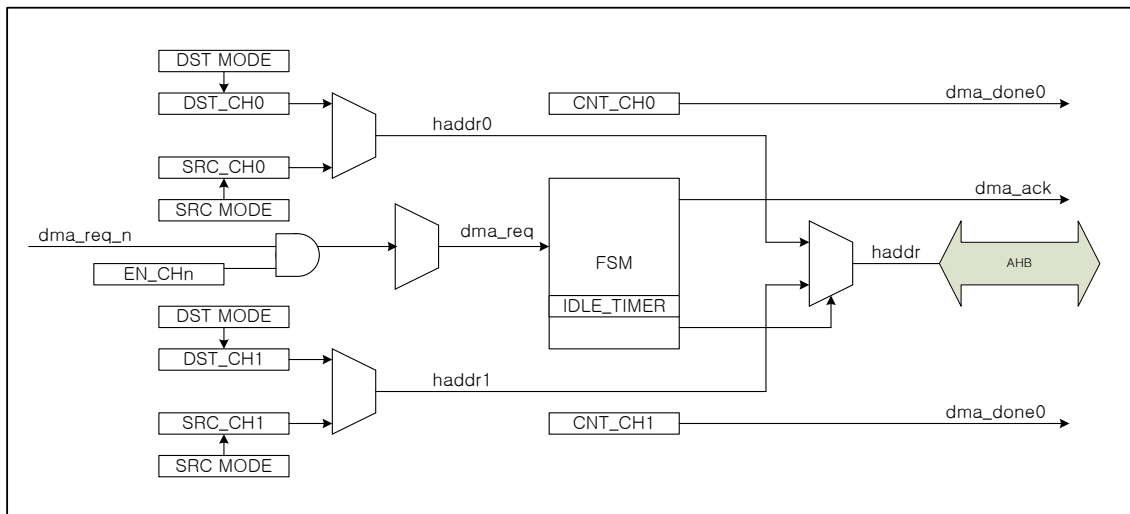 DST MODE
DST_CH0
CNT_CH0
dma_done0
haddr0
SRC_CH0
SRC MODE
dma_ack
dma_req_n
dma_req
EN_CHn
FSM
haddr
AHB
IDLE_TIMER
DST MODE
DST_CH1
haddr1
SRC_CH1
CNT_CH1
dma_done0
SRC MODE